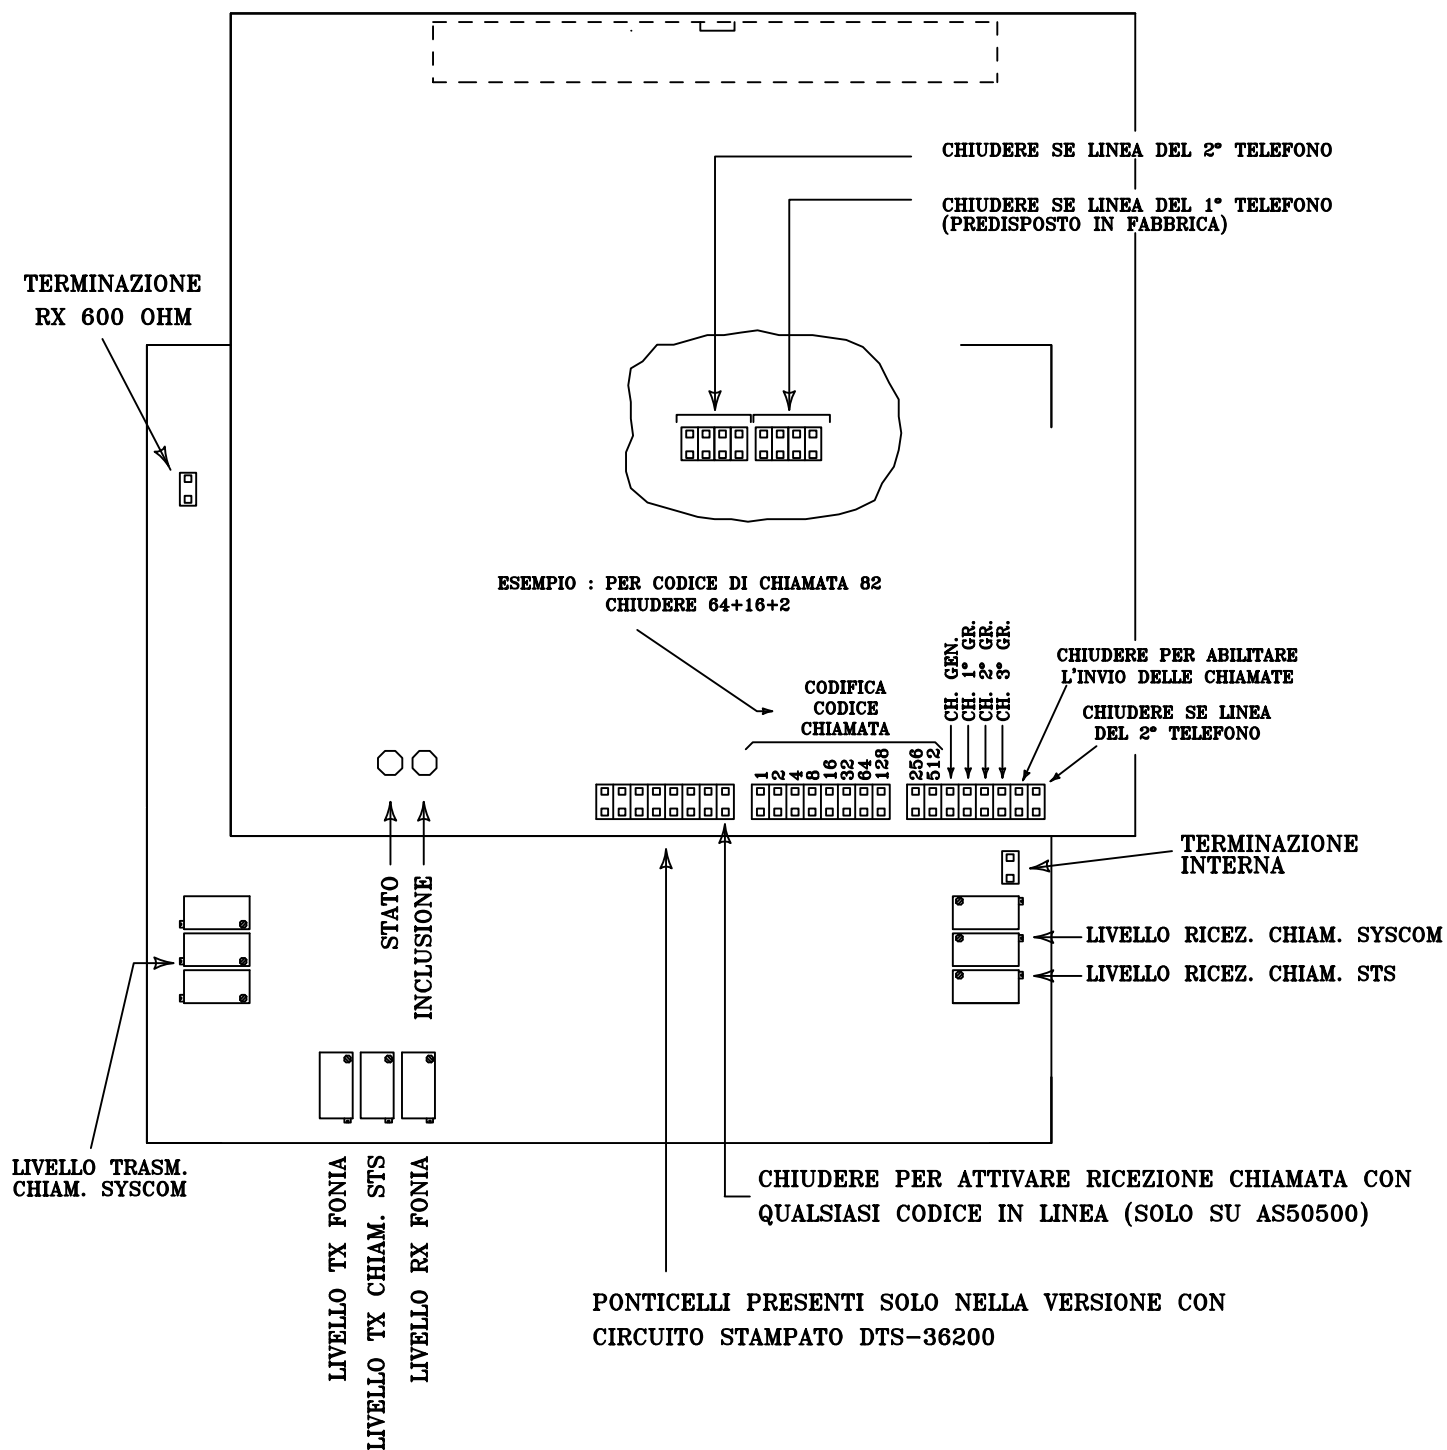 CHIUDERE SE LINEA DEL 2° TELEFONO
CHIUDERE SE LINEA DEL 1° TELEFONO
(PREDISPOSTO IN FABBRICA)
TERMINAZIONE
RX 600 OHM
ESEMPIO : PER CODICE DI CHIAMATA 82
CHIUDERE 64+16+2
CODIFICA
CODICE
CHIAMATA
1
2
4
8
16
32
64
128
256
512
CH. GEN.
CH. 1° GR.
CH. 2° GR.
CH. 3° GR.
CHIUDERE PER ABILITARE
L'INVIO DELLE CHIAMATE
CHIUDERE SE LINEA
DEL 2° TELEFONO
STATO
INCLUSIONE
TERMINAZIONE
INTERNA
LIVELLO RICEZ. CHIAM. SYSCOM
LIVELLO RICEZ. CHIAM. STS
LIVELLO TRASM.
CHIAM. SYSCOM
LIVELLO TX FONIA
LIVELLO TX CHIAM. STS
LIVELLO RX FONIA
CHIUDERE PER ATTIVARE RICEZIONE CHIAMATA CON
QUALSIASI CODICE IN LINEA (SOLO SU AS50500)
PONTICELLI PRESENTI SOLO NELLA VERSIONE CON
CIRCUITO STAMPATO DTS-36200